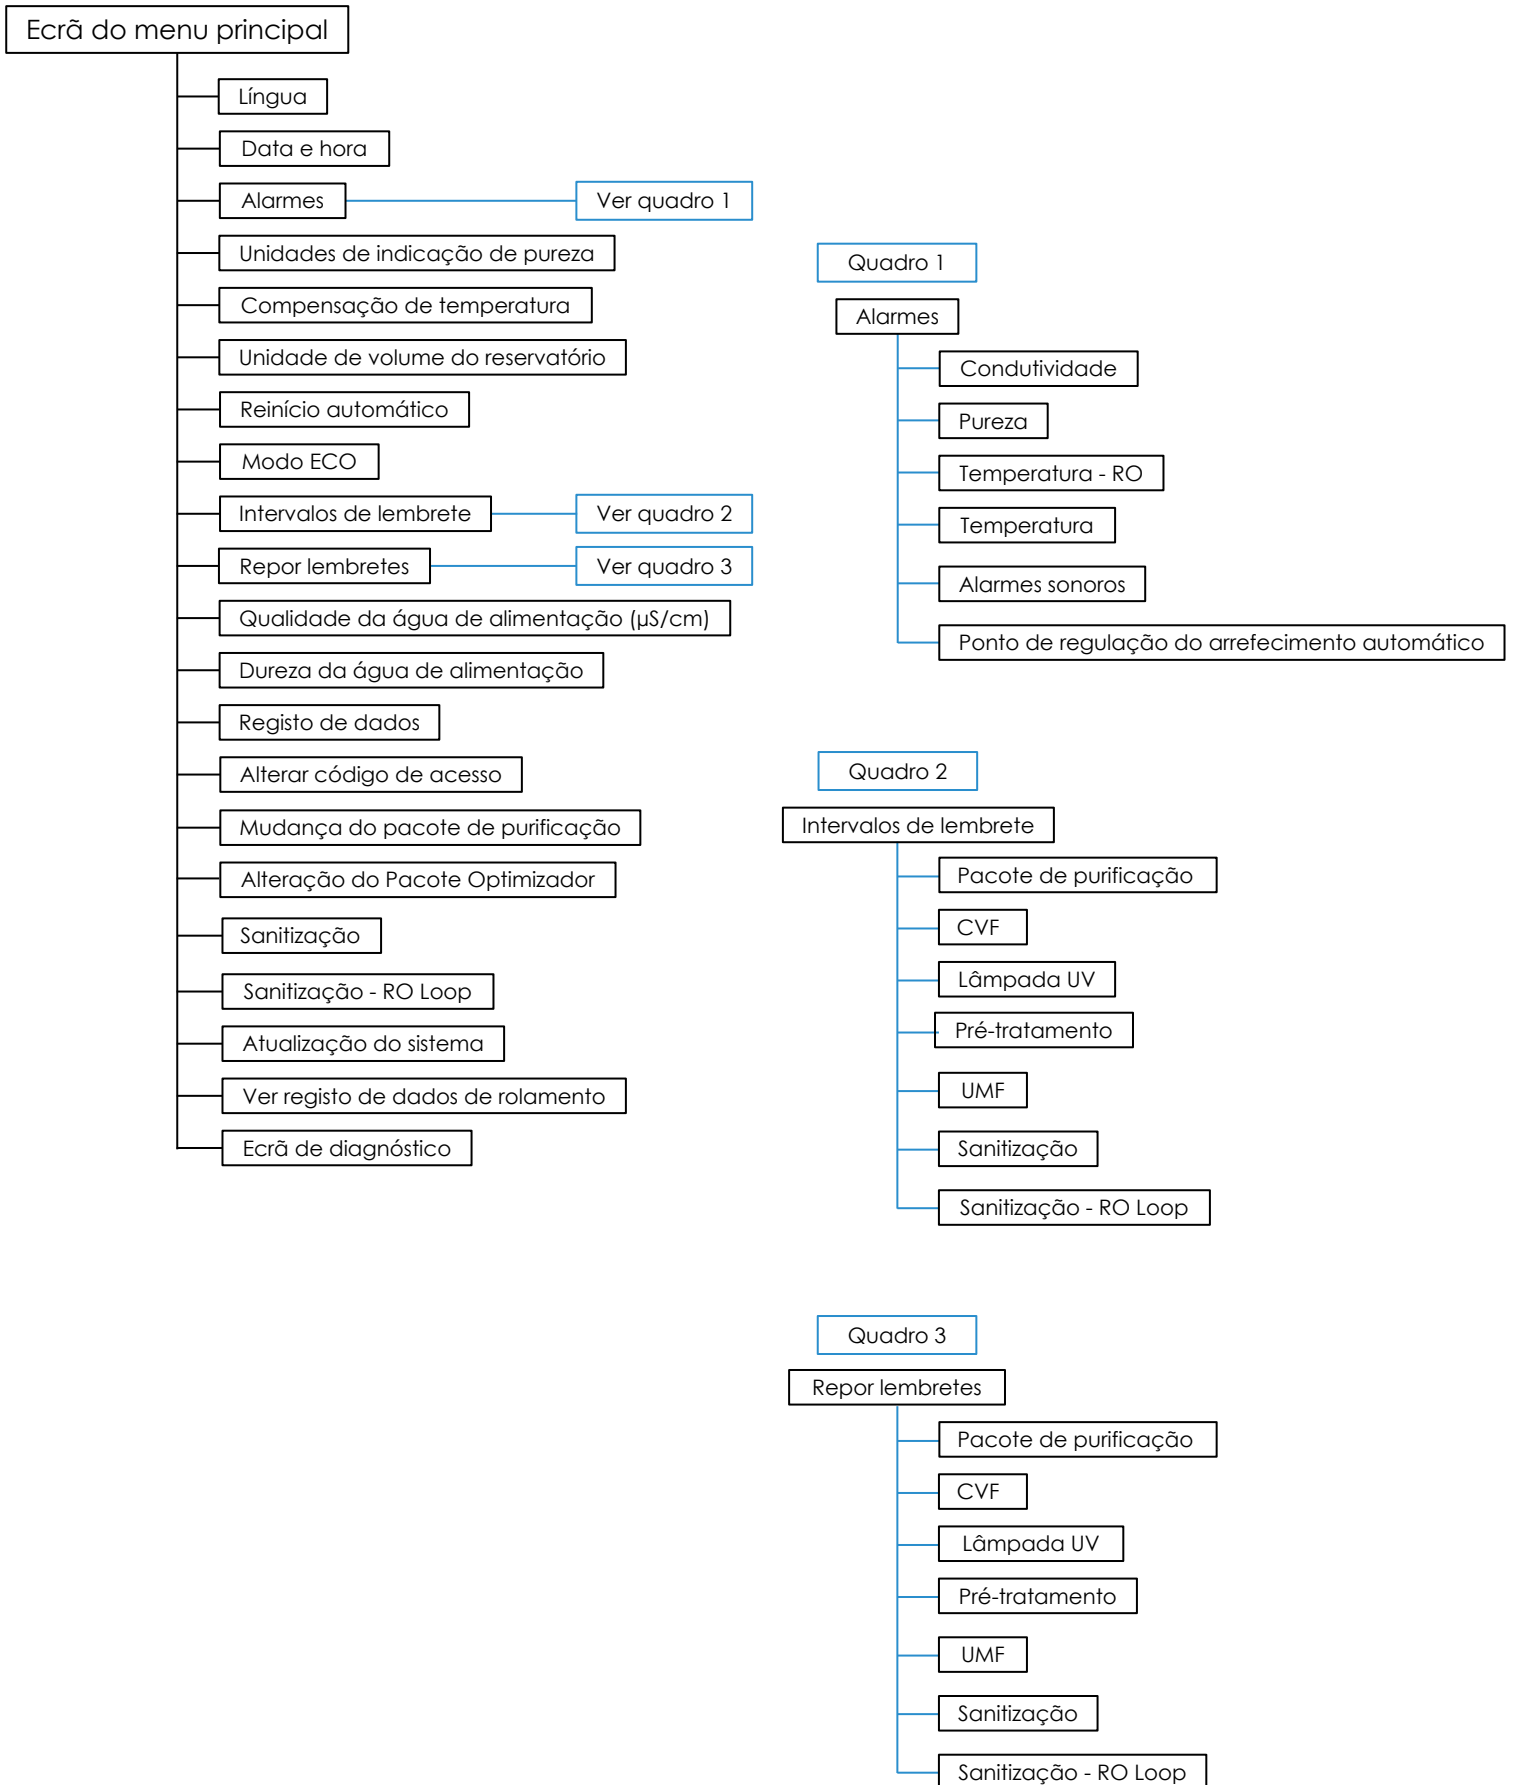 Ecrã do menu principal
Língua
Data e hora
Alarmes
Ver quadro 1
Unidades de indicação de pureza
Compensação de temperatura
Unidade de volume do reservatório
Reinício automático
Modo ECO
Intervalos de lembrete
Ver quadro 2
Repor lembretes
Ver quadro 3
Qualidade da água de alimentação (µS/cm)
Dureza da água de alimentação
Registo de dados
Alterar código de acesso
Mudança do pacote de purificação
Alteração do Pacote Optimizador
Sanitização
Sanitização - RO Loop
Atualização do sistema
Ver registo de dados de rolamento
Ecrã de diagnóstico
Quadro 1
Alarmes
Condutividade
Pureza
Temperatura - RO
Temperatura
Alarmes sonoros
Ponto de regulação do arrefecimento automático
Quadro 2
Intervalos de lembrete
Pacote de purificação
CVF
Lâmpada UV
Pré-tratamento
UMF
Sanitização
Sanitização - RO Loop
Quadro 3
Repor lembretes
Pacote de purificação
CVF
Lâmpada UV
Pré-tratamento
UMF
Sanitização
Sanitização - RO Loop